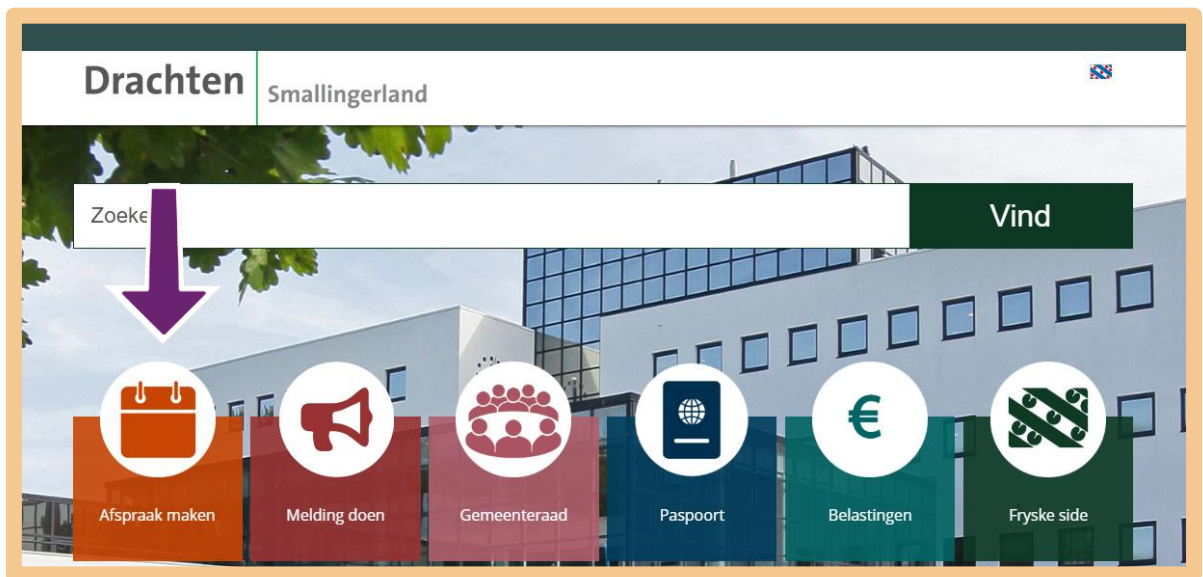 Drachten
Smallingerland
Vind
€
Afspraak maken
Melding doen
Gemeenteraad
Paspoort
Belastingen
Fryske side